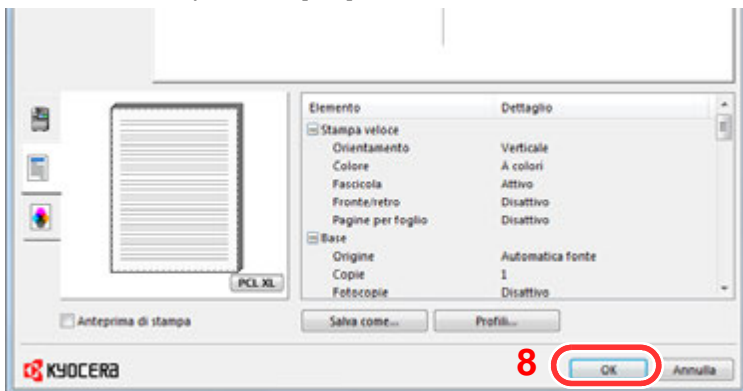 Elemento Dettaglio
Stampa veloce
Orientamento Verticale
Colore A colori
Fascicola Attivo
Fronte/retro Disattivo
Pagine per foglio Disattivo
Base
Origine Automatica fonte
Copie 1
Fotocopie Disattivo
PCL XL
Anteprima di stampa Salva come... Profili...
KYOCERA 8 OK Annulla